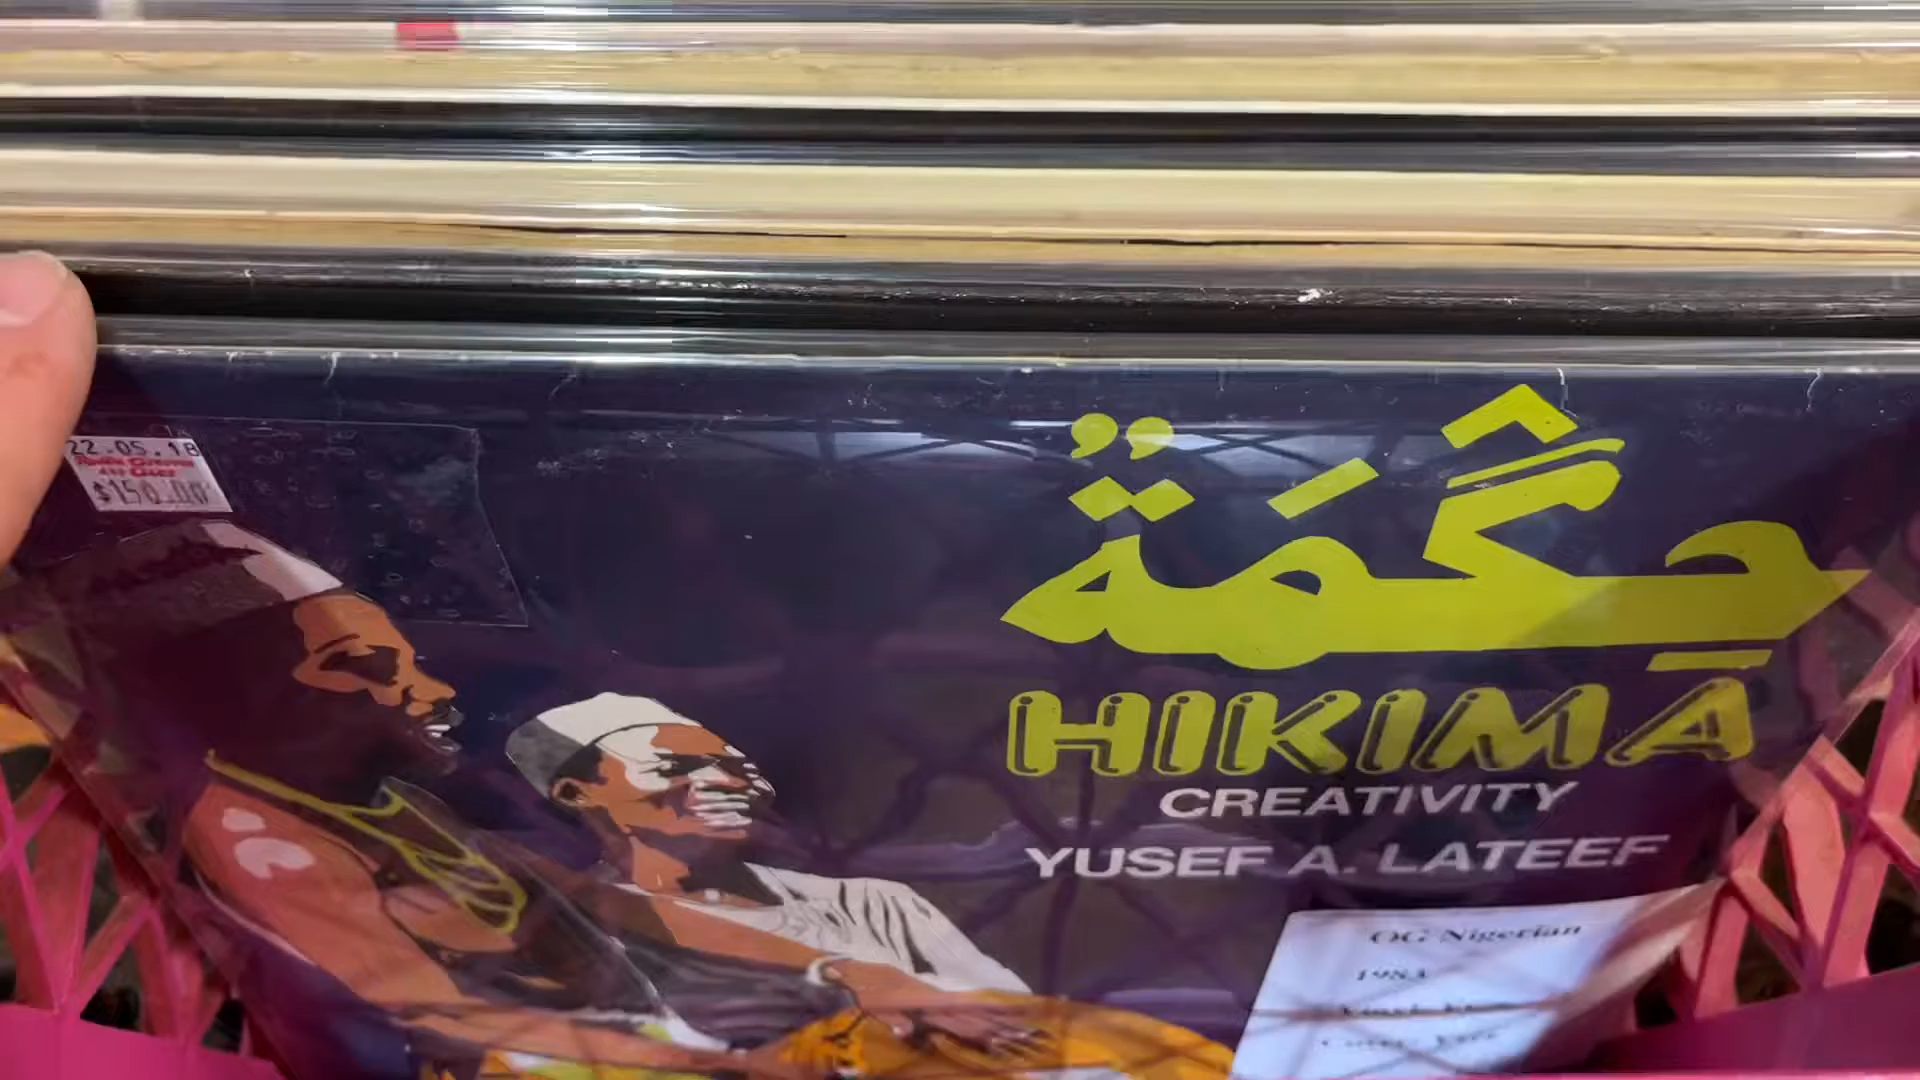 22.05.18
$150.00
حِكْمَةٌ
HIKIMA
CREATIVITY
YUSEF A. LATEEF
OG Nigerian
1983